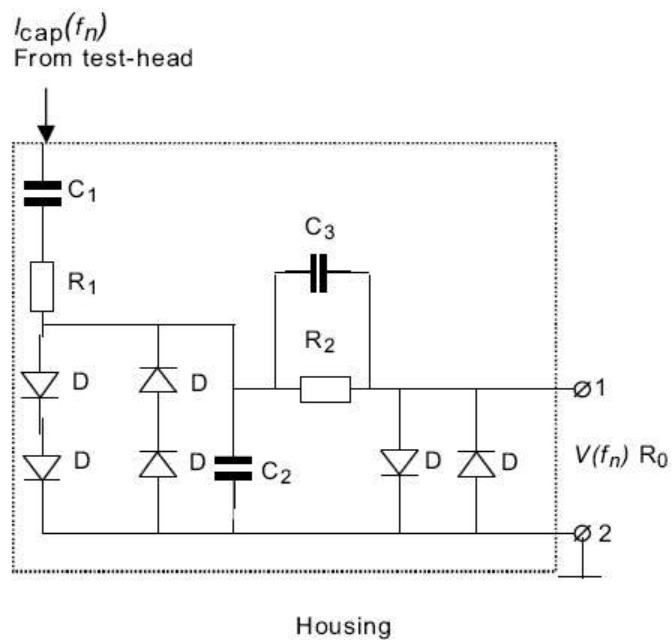 Icap(fn)
From test-head
C1
C3
R1
R2
D D
1
D D C2 D D V(fn) R0
2
Housing